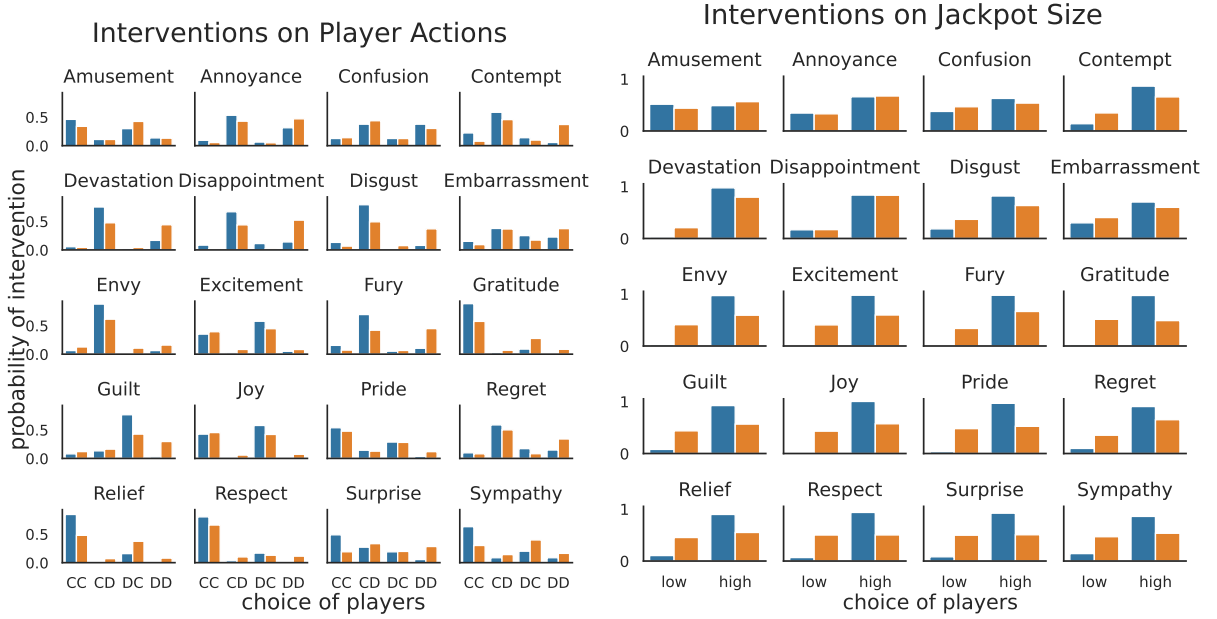 Interventions on Player Actions
probability of intervention
Amusement Annoyance Confusion Contempt
0.5
0.0
Devastation Disappointment Disgust Embarrassment
0.5
0.0
Envy Excitement Fury Gratitude
0.5
0.0
Guilt Joy Pride Regret
0.5
0.0
Relief Respect Surprise Sympathy
0.5
0.0
CC CD DC DD CC CD DC DD CC CD DC DD CC CD DC DD
choice of players
Interventions on Jackpot Size
Amusement Annoyance Confusion Contempt
1
0
Devastation Disappointment Disgust Embarrassment
1
0
Envy Excitement Fury Gratitude
1
0
Guilt Joy Pride Regret
1
0
Relief Respect Surprise Sympathy
1
0
low high low high low high low high
choice of players